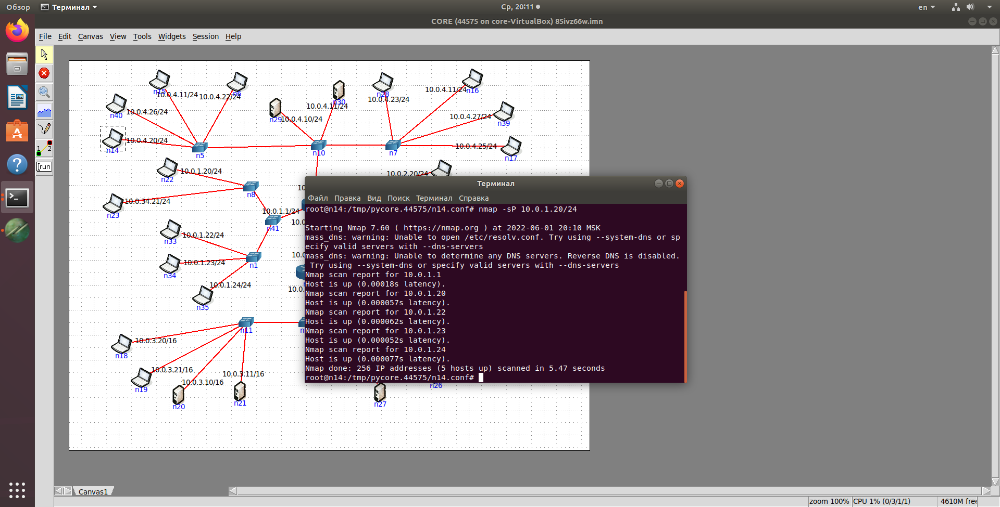 Обзор
Терминал
Ср, 20:11
en
CORE (44575 on core-VirtualBox) 85ivz66w.imn
File Edit Canvas View Tools Widgets Session Help
run
n15
10.0.4.11/24
n6
10.0.4.22/24
n40
10.0.4.26/24
n14
10.0.4.20/24
n5
n29
10.0.4.10/24
n30
10.0.4.11/24
n10
n28
10.0.4.23/24
n16
10.0.4.11/24
n39
10.0.4.27/24
n17
10.0.4.25/24
n7
n22
10.0.1.20/24
n8
10.0.2.20/24
n23
10.0.34.21/24
10.0.1.1/24
n41
n33
10.0.1.22/24
n34
10.0.1.23/24
n1
n35
10.0.1.24/24
n11
n18
10.0.3.20/16
n19
10.0.3.21/16
n20
10.0.3.10/16
n21
10.0.3.11/16
n27
n26
Терминал
Файл Правка Вид Поиск Терминал Справка
root@n14:/tmp/pycore.44575/n14.conf# nmap -sP 10.0.1.20/24
Starting Nmap 7.60 ( https://nmap.org ) at 2022-06-01 20:10 MSK
mass_dns: warning: Unable to open /etc/resolv.conf. Try using --system-dns or sp
ecify valid servers with --dns-servers
mass_dns: warning: Unable to determine any DNS servers. Reverse DNS is disabled.
Try using --system-dns or specify valid servers with --dns-servers
Nmap scan report for 10.0.1.1
Host is up (0.00018s latency).
Nmap scan report for 10.0.1.20
Host is up (0.000057s latency).
Nmap scan report for 10.0.1.22
Host is up (0.000062s latency).
Nmap scan report for 10.0.1.23
Host is up (0.000052s latency).
Nmap scan report for 10.0.1.24
Host is up (0.000077s latency).
Nmap done: 256 IP addresses (5 hosts up) scanned in 5.47 seconds
root@n14:/tmp/pycore.44575/n14.conf#
Canvas1
zoom 100%
CPU 1% (0/3/1/1)
4610M free